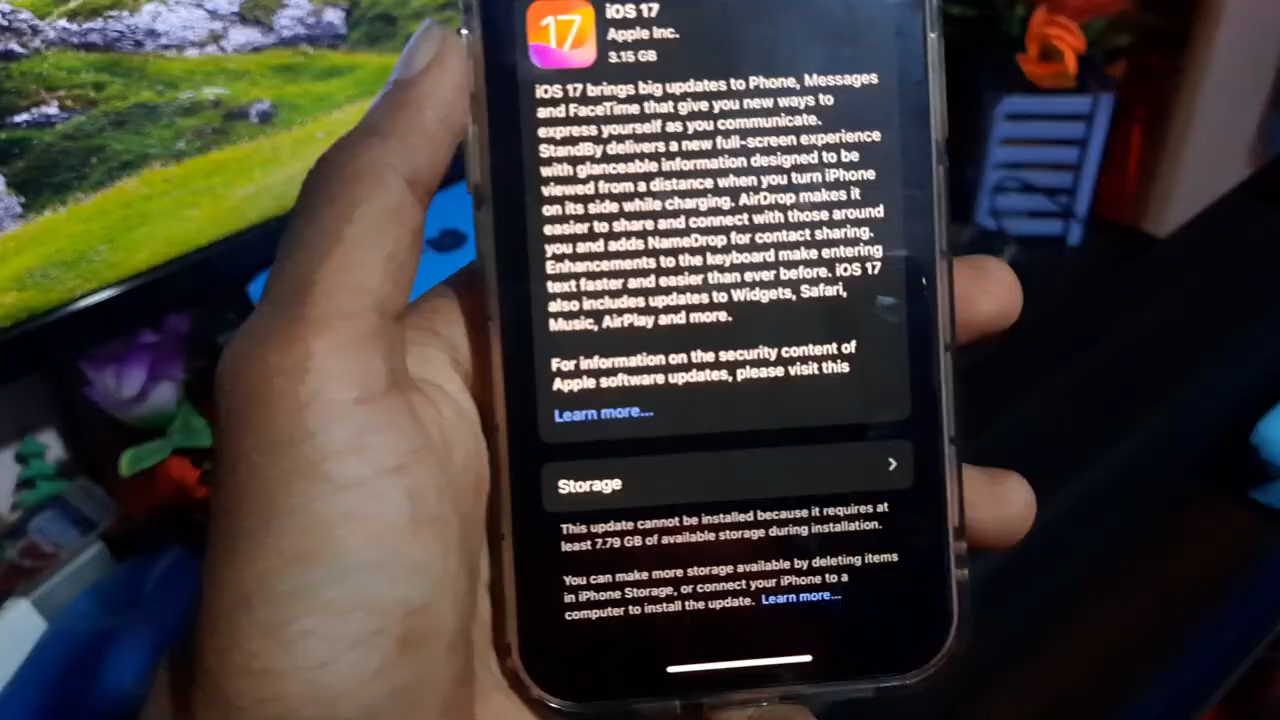 17
iOS 17
Apple Inc.
3.15 GB
iOS 17 brings big updates to Phone, Messages
and FaceTime that give you new ways to
express yourself as you communicate.
StandBy delivers a new full-screen experience
with glanceable information designed to be
viewed from a distance when you turn iPhone
on its side while charging. AirDrop makes it
easier to share and connect with those around
you and adds NameDrop for contact sharing.
Enhancements to the keyboard make entering
text faster and easier than ever before. iOS 17
also includes updates to Widgets, Safari,
Music, AirPlay and more.
For information on the security content of
Apple software updates, please visit this
Learn more...
Storage
This update cannot be installed because it requires at
least 7.79 GB of available storage during installation.
You can make more storage available by deleting items
in iPhone Storage, or connect your iPhone to a
computer to install the update. Learn more...